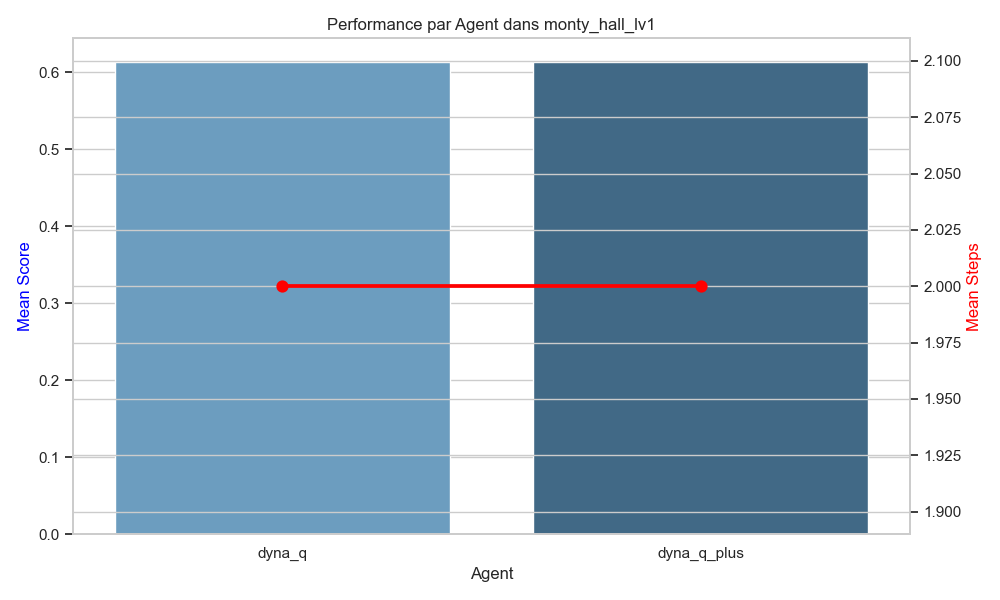 Performance par Agent dans monty_hall_lv1
Mean Score
0.6
0.5
0.4
0.3
0.2
0.1
0.0
2.100
2.075
2.050
2.025
2.000
1.975
1.950
1.925
1.900
Mean Steps
dyna_q
dyna_q_plus
Agent